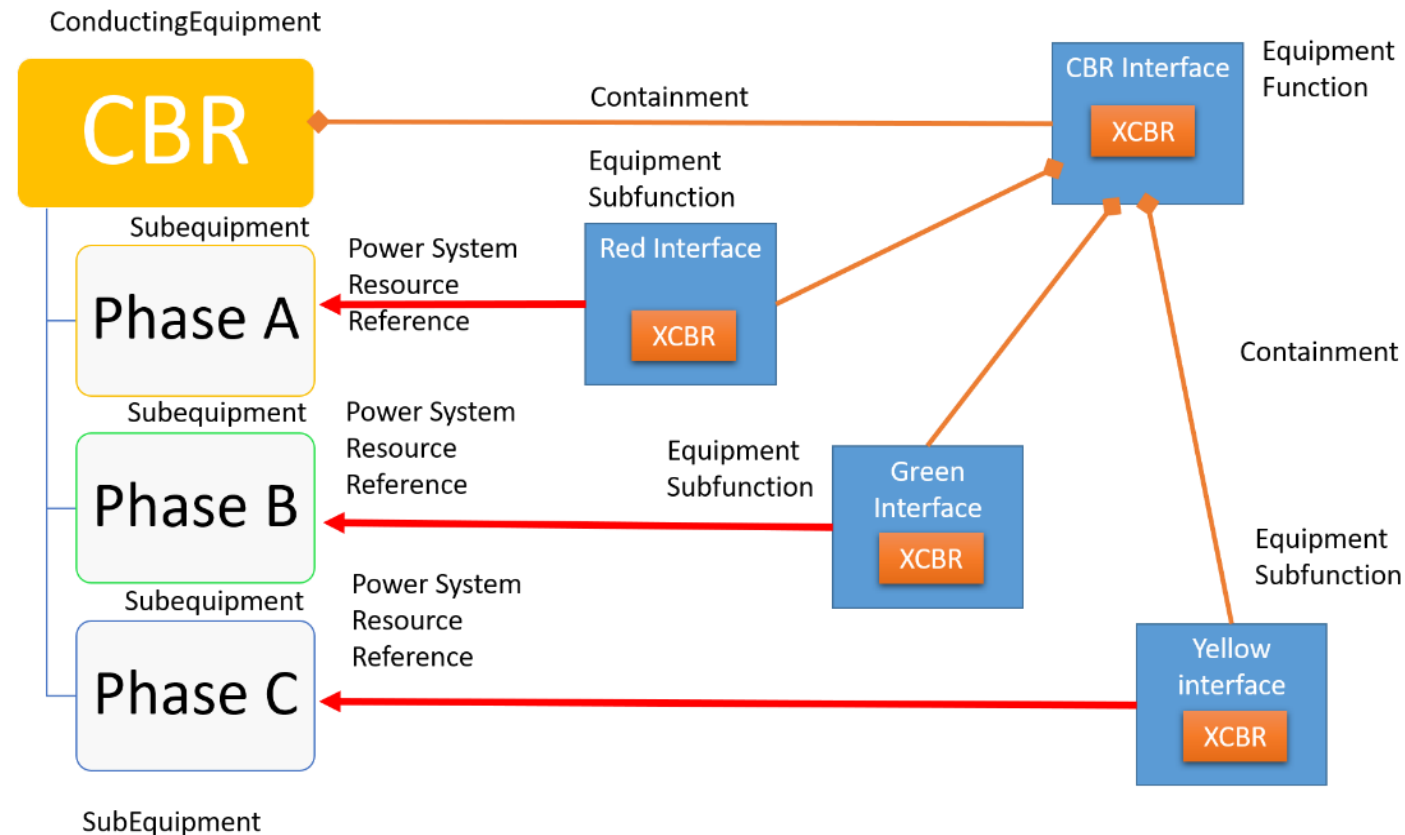 ConductingEquipment
CBR
Containment
CBR Interface
XCBR
Equipment
Function
Equipment
Subfunction
Subequipment
Phase A
Power System
Resource
Reference
Red Interface
XCBR
Containment
Subequipment
Phase B
Power System
Resource
Reference
Equipment
Subfunction
Green
Interface
XCBR
Equipment
Subfunction
Subequipment
Phase C
Power System
Resource
Reference
Yellow
interface
XCBR
SubEquipment